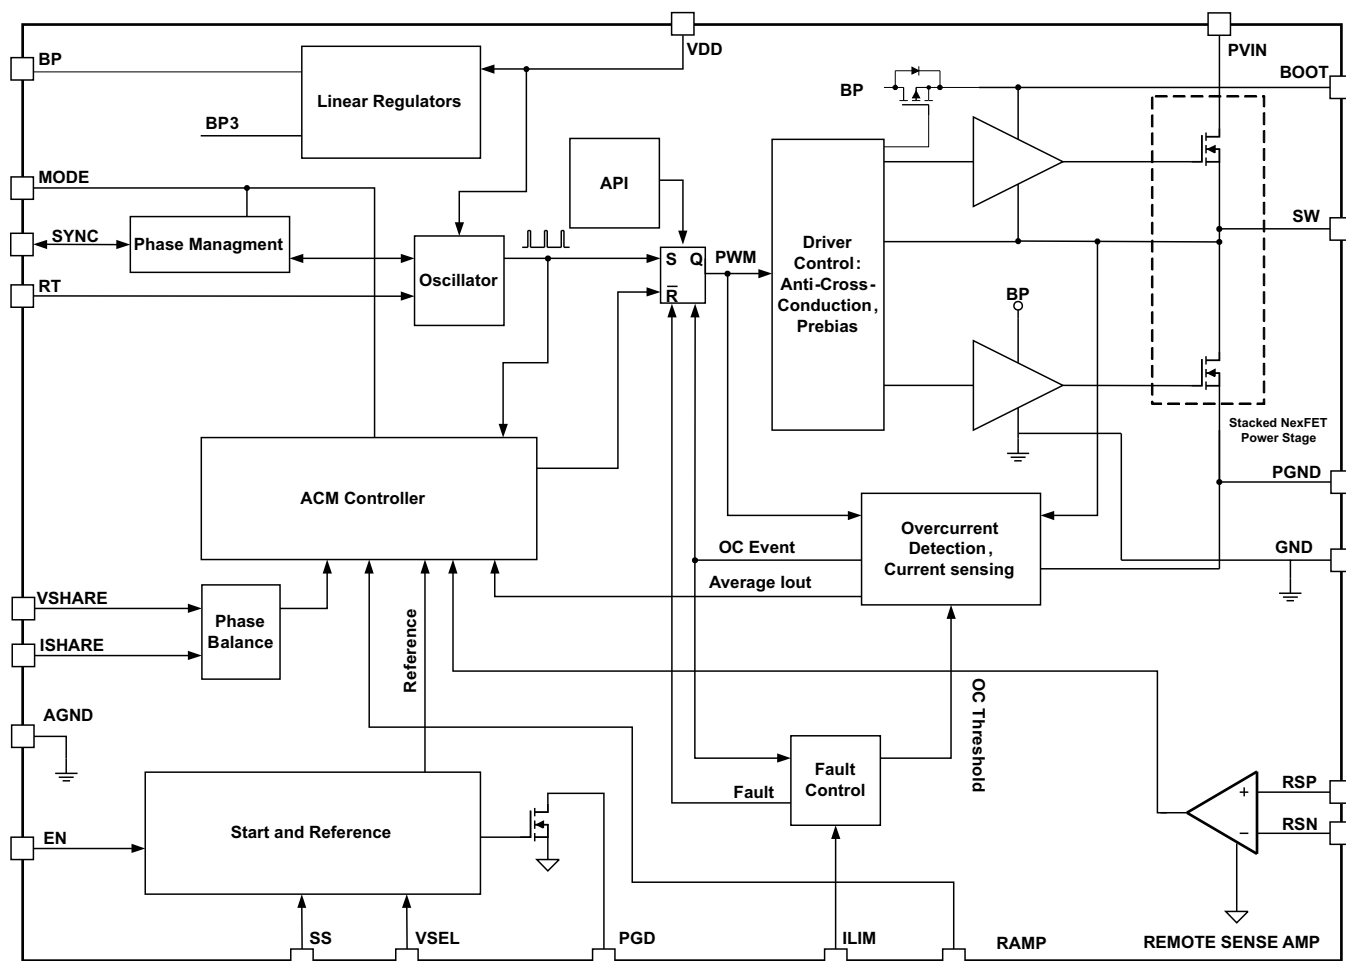 VDD
PVIN
BP
BOOT
Linear Regulators
BP
BP3
API
MODE
SYNC
Phase Managment
SW
Driver
Control:
Anti-Cross-
Conduction,
Prebias
S Q
PWM
Oscillator
RT
R
BP
Stacked NexFET
Power Stage
PGND
ACM Controller
Overcurrent
Detection,
Current sensing
OC Event
GND
Average Iout
VSHARE
Phase
Balance
ISHARE
Reference
OC Threshold
AGND
Fault
Control
Fault
RSP
+
RSN
−
Start and Reference
EN
SS
VSEL
PGD
ILIM
RAMP
REMOTE SENSE AMP